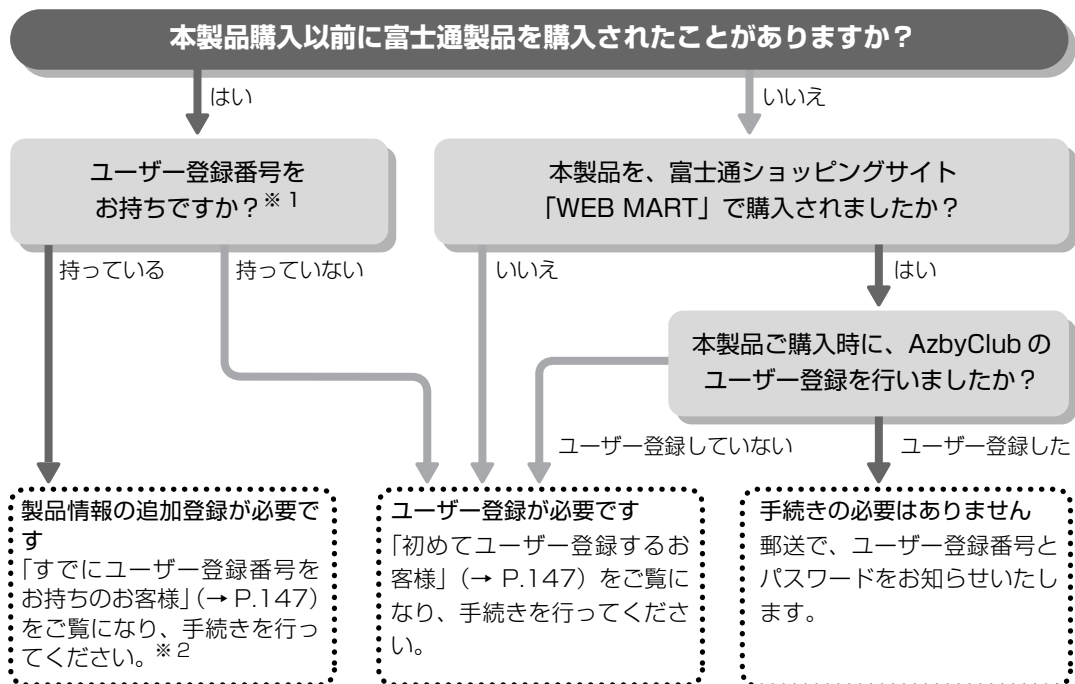 本製品購入以前に富士通製品を購入されたことがありますか？
はい
いいえ
ユーザー登録番号を
お持ちですか？※1
本製品を、富士通ショッピングサイト
「WEB MART」で購入されましたか？
持っている
持っていない
いいえ
はい
本製品ご購入時に、AzbyClub の
ユーザー登録を行いましたか？
ユーザー登録していない
ユーザー登録した
製品情報の追加登録が必要で
す
「すでにユーザー登録番号を
お持ちのお客様」（→ P.147）
をご覧になり、手続きを行っ
てください。※2
ユーザー登録が必要です
「初めてユーザー登録するお
客様」（→ P.147）をご覧に
なり、手続きを行ってくださ
い。
手続きの必要はありません
郵送で、ユーザー登録番号と
パスワードをお知らせいたし
ます。